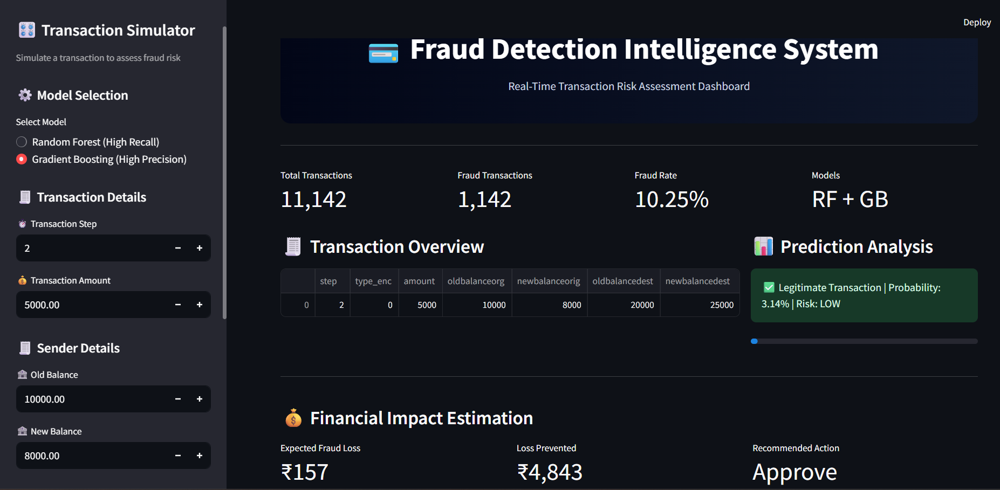 Transaction Simulator
Simulate a transaction to assess fraud risk
Model Selection
Select Model
Random Forest (High Recall)
Gradient Boosting (High Precision)
Transaction Details
Transaction Step
2
Transaction Amount
5000.00
Sender Details
Old Balance
10000.00
New Balance
8000.00
Deploy
Fraud Detection Intelligence System
Real-Time Transaction Risk Assessment Dashboard
Total Transactions Fraud Transactions Fraud Rate Models
11,142 1,142 10.25% RF + GB
Transaction Overview
step type_enc amount oldbalanceorg newbalanceorig oldbalancedest newbalancedest
0 2 0 5000 10000 8000 20000 25000
Prediction Analysis
Legitimate Transaction | Probability:
3.14% | Risk: LOW
Financial Impact Estimation
Expected Fraud Loss Loss Prevented Recommended Action
₹157 ₹4,843 Approve